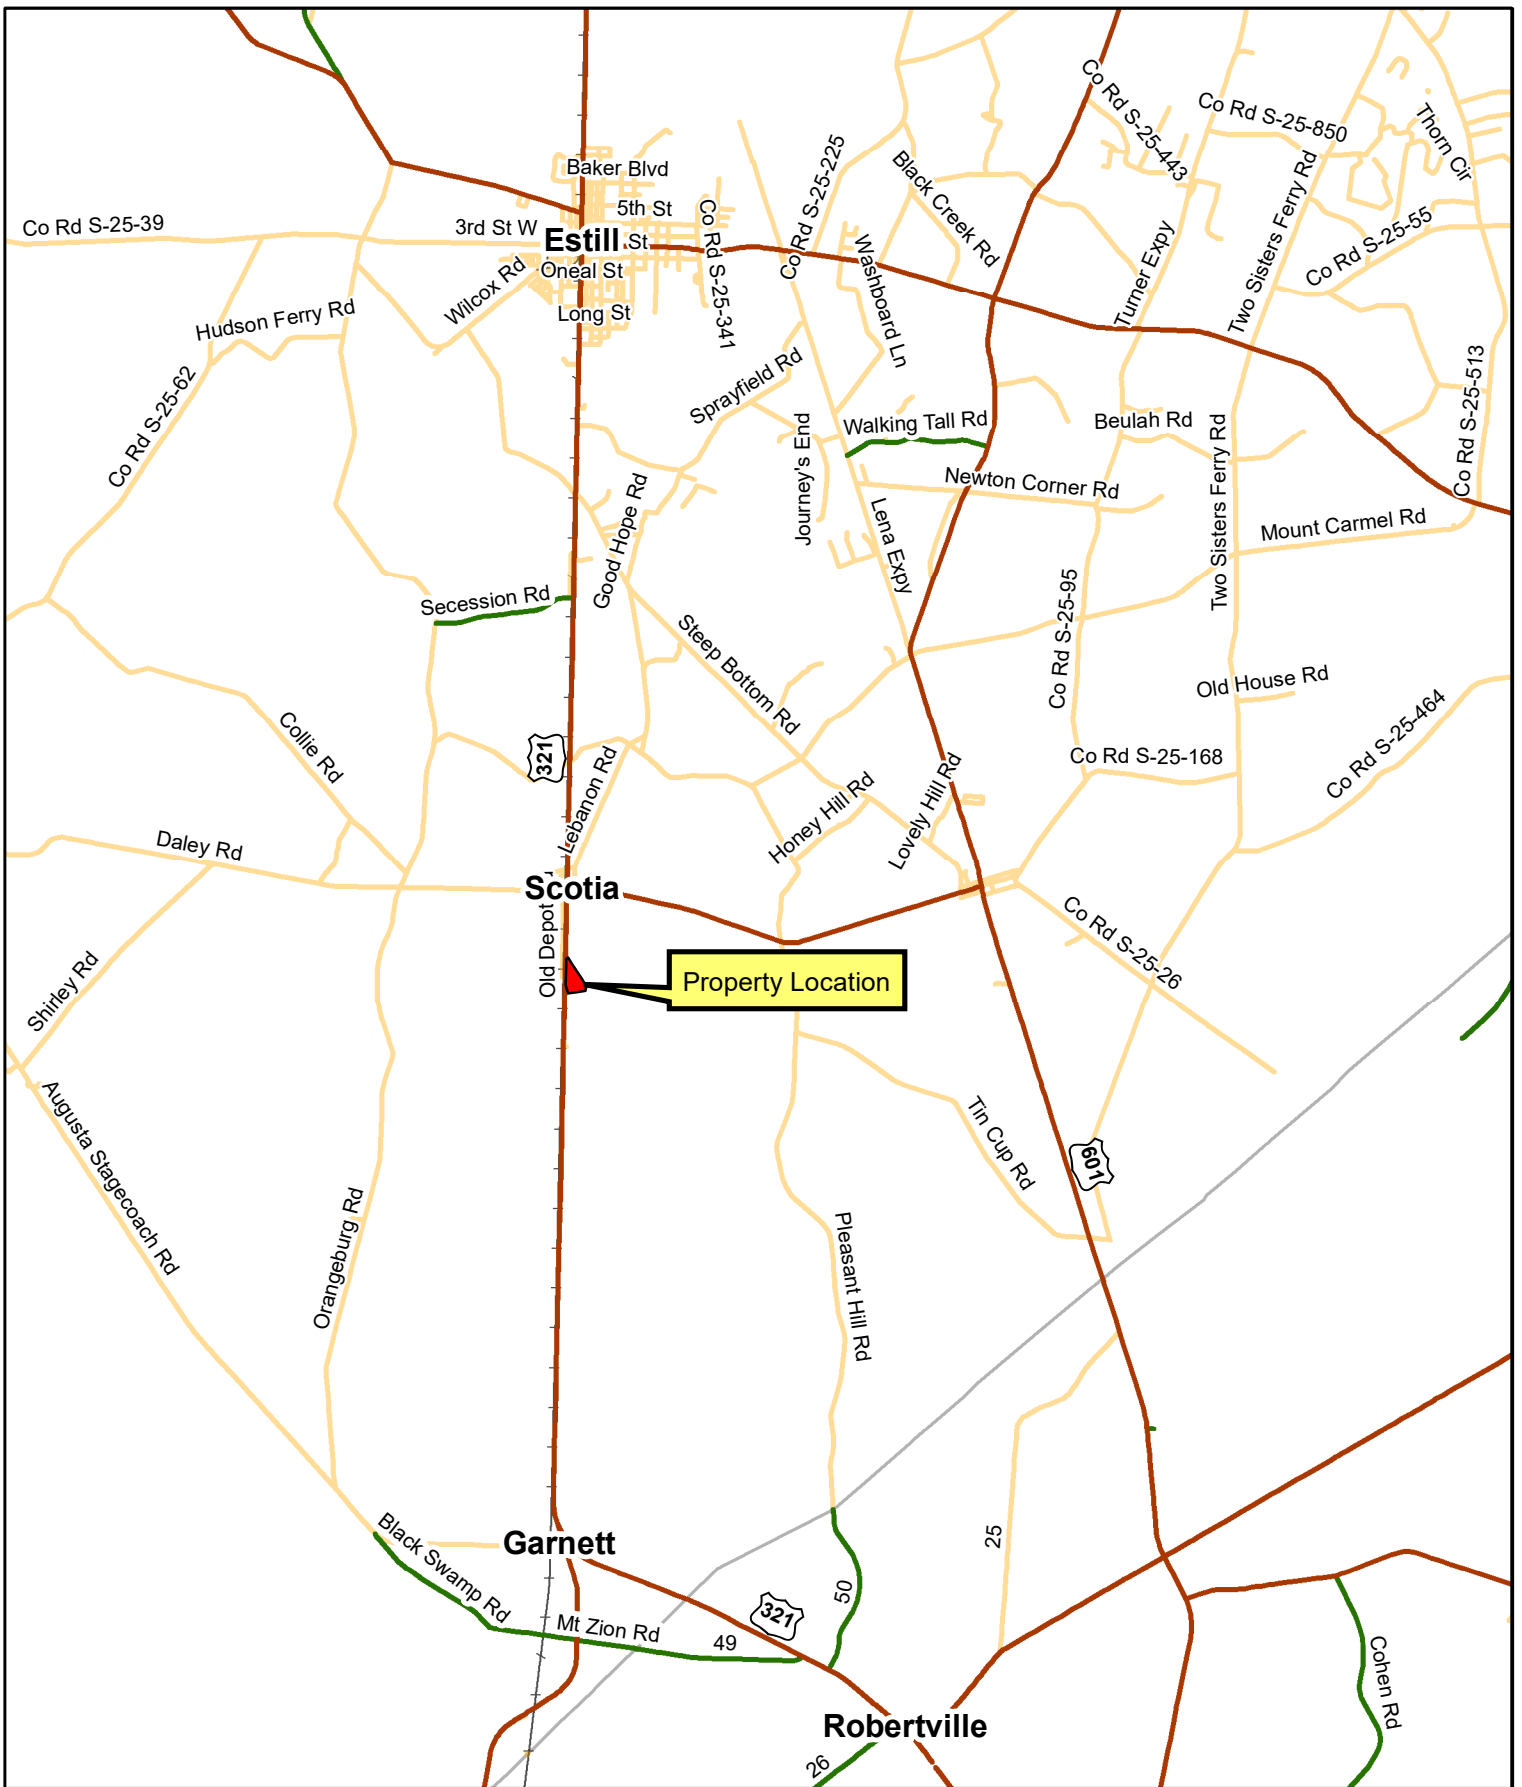 Co Rd S-25-443
Co Rd S-25-850
Thorn Cir
Baker Blvd
Co Rd S-25-225
Black Creek Rd
Two Sisters Ferry Rd
5th St
Co Rd S-25-39
3rd St W
Estill
St
Co Rd S-25-341
Co Rd S-25-55
Washboard Ln
Turner Expy
Oneal St
Wilcox Rd
Hudson Ferry Rd
Long St
Sprayfield Rd
Co Rd S-25-62
Co Rd S-25-513
Journey's End
Walking Tall Rd
Beulah Rd
Two Sisters Ferry Rd
Good Hope Rd
Newton Corner Rd
Lena Expy
Mount Carmel Rd
Secession Rd
Co Rd S-25-95
Steep Bottom Rd
Old House Rd
Co Rd S-25-464
Collie Rd
321
Lebanon Rd
Co Rd S-25-168
Honey Hill Rd
Lovely Hill Rd
Daley Rd
Scotia
Old Depot
Co Rd S-25-26
Shirley Rd
Property Location
Augusta Stagecoach Rd
Tin Cup Rd
601
Orangeburg Rd
Pleasant Hill Rd
Black Swamp Rd
Garnett
25
50
321
Mt Zion Rd
49
Cohen Rd
Robertville
26